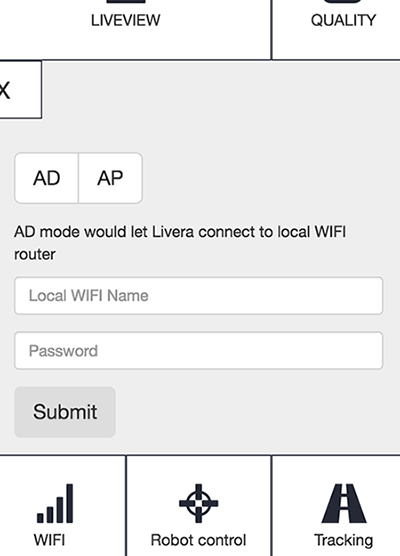 LIVEVIEW
QUALITY
X
AD
AP
AD mode would let Livera connect to local WIFI
router
Local WIFI Name
Password
Submit
WIFI
Robot control
Tracking